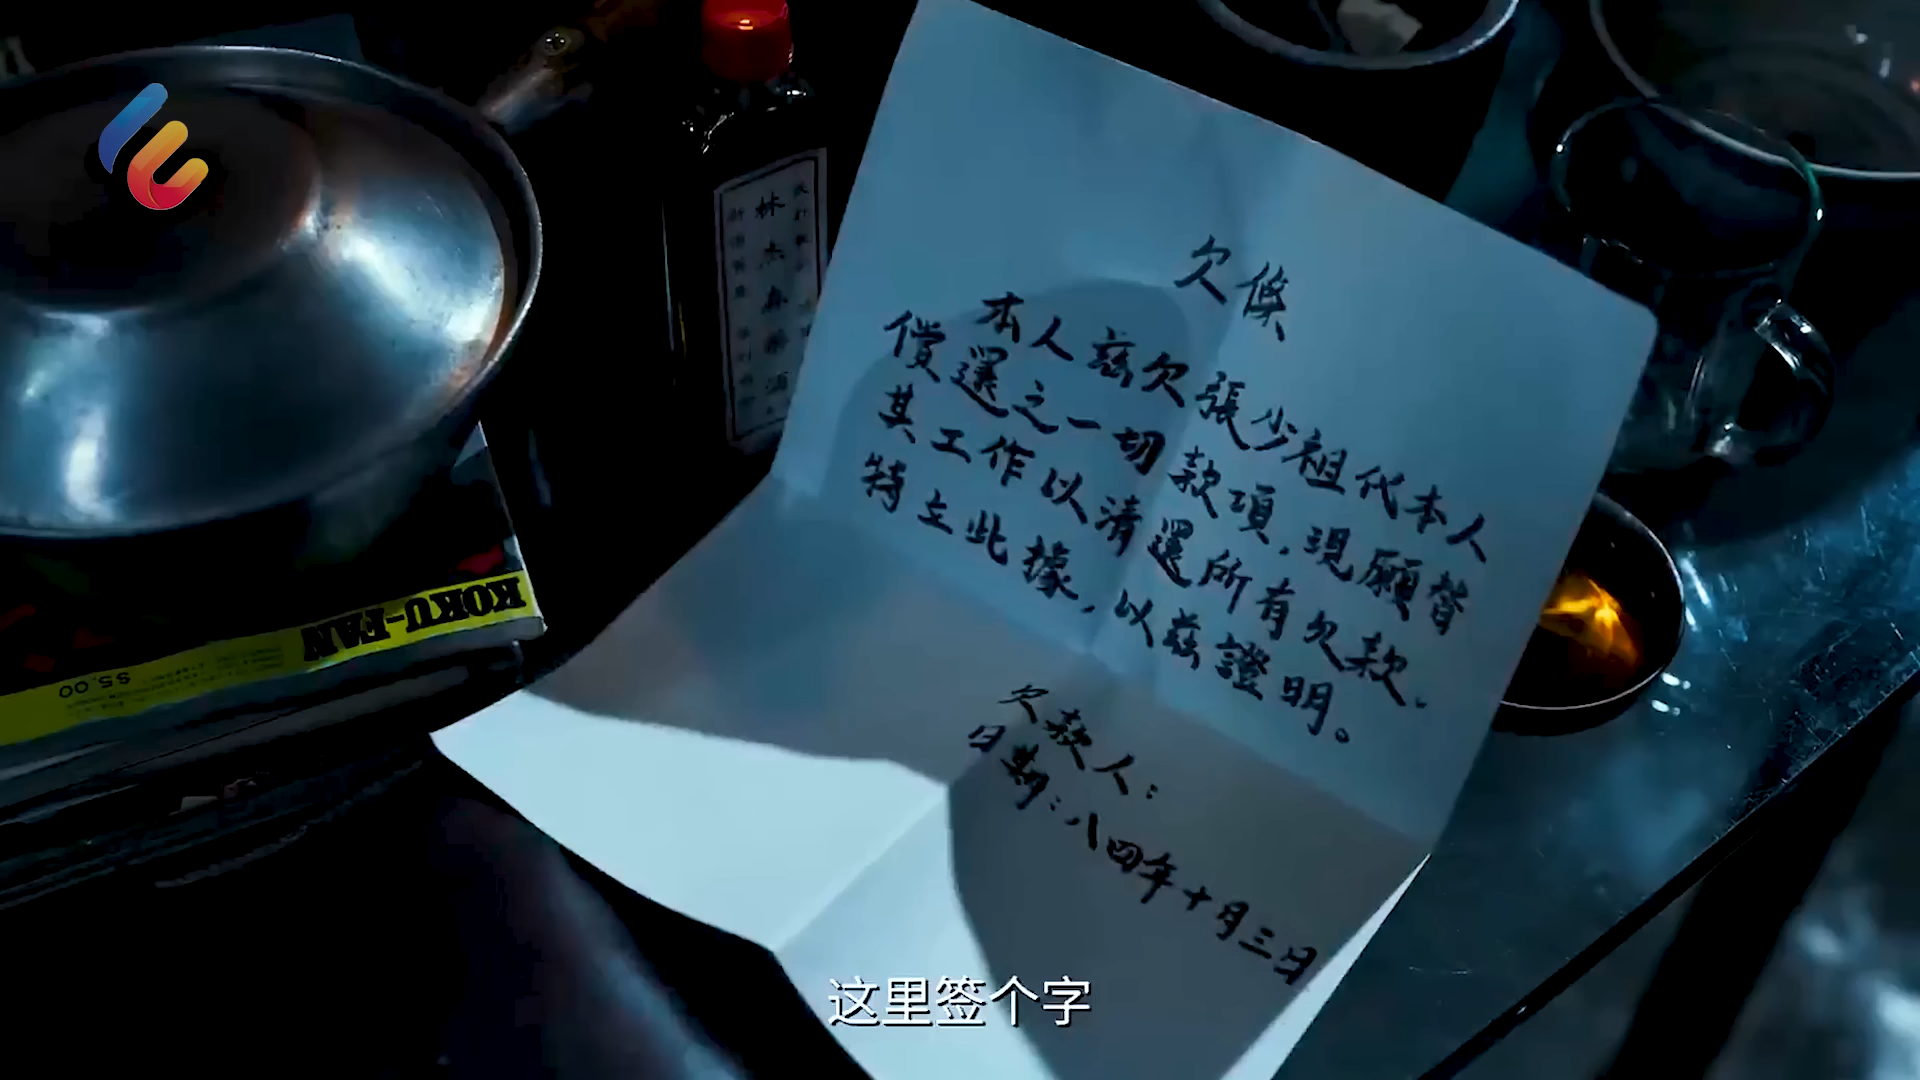 欠條
本人茲欠張少祖代本人
償還之一切款項,現願替
其工作以清還所有欠款.
特立此據,以茲證明。
欠款人:
日期:八四年十月三日
KOKU-FAN
$5.00
这里签个字